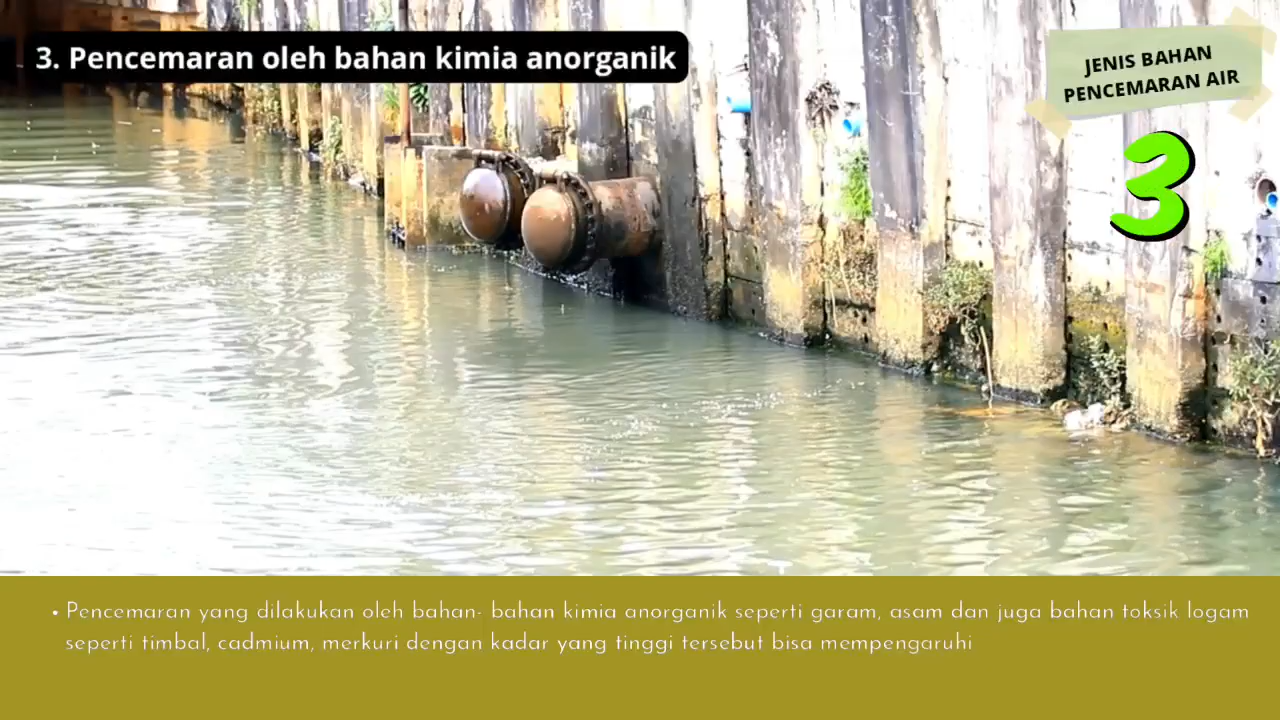 3. Pencemaran oleh bahan kimia anorganik
JENIS BAHAN
PENCEMARAN AIR
3
• Pencemaran yang dilakukan oleh bahan- bahan kimia anorganik seperti garam, asam dan juga bahan toksik logam
seperti timbal, cadmium, merkuri dengan kadar yang tinggi tersebut bisa mempengaruhi